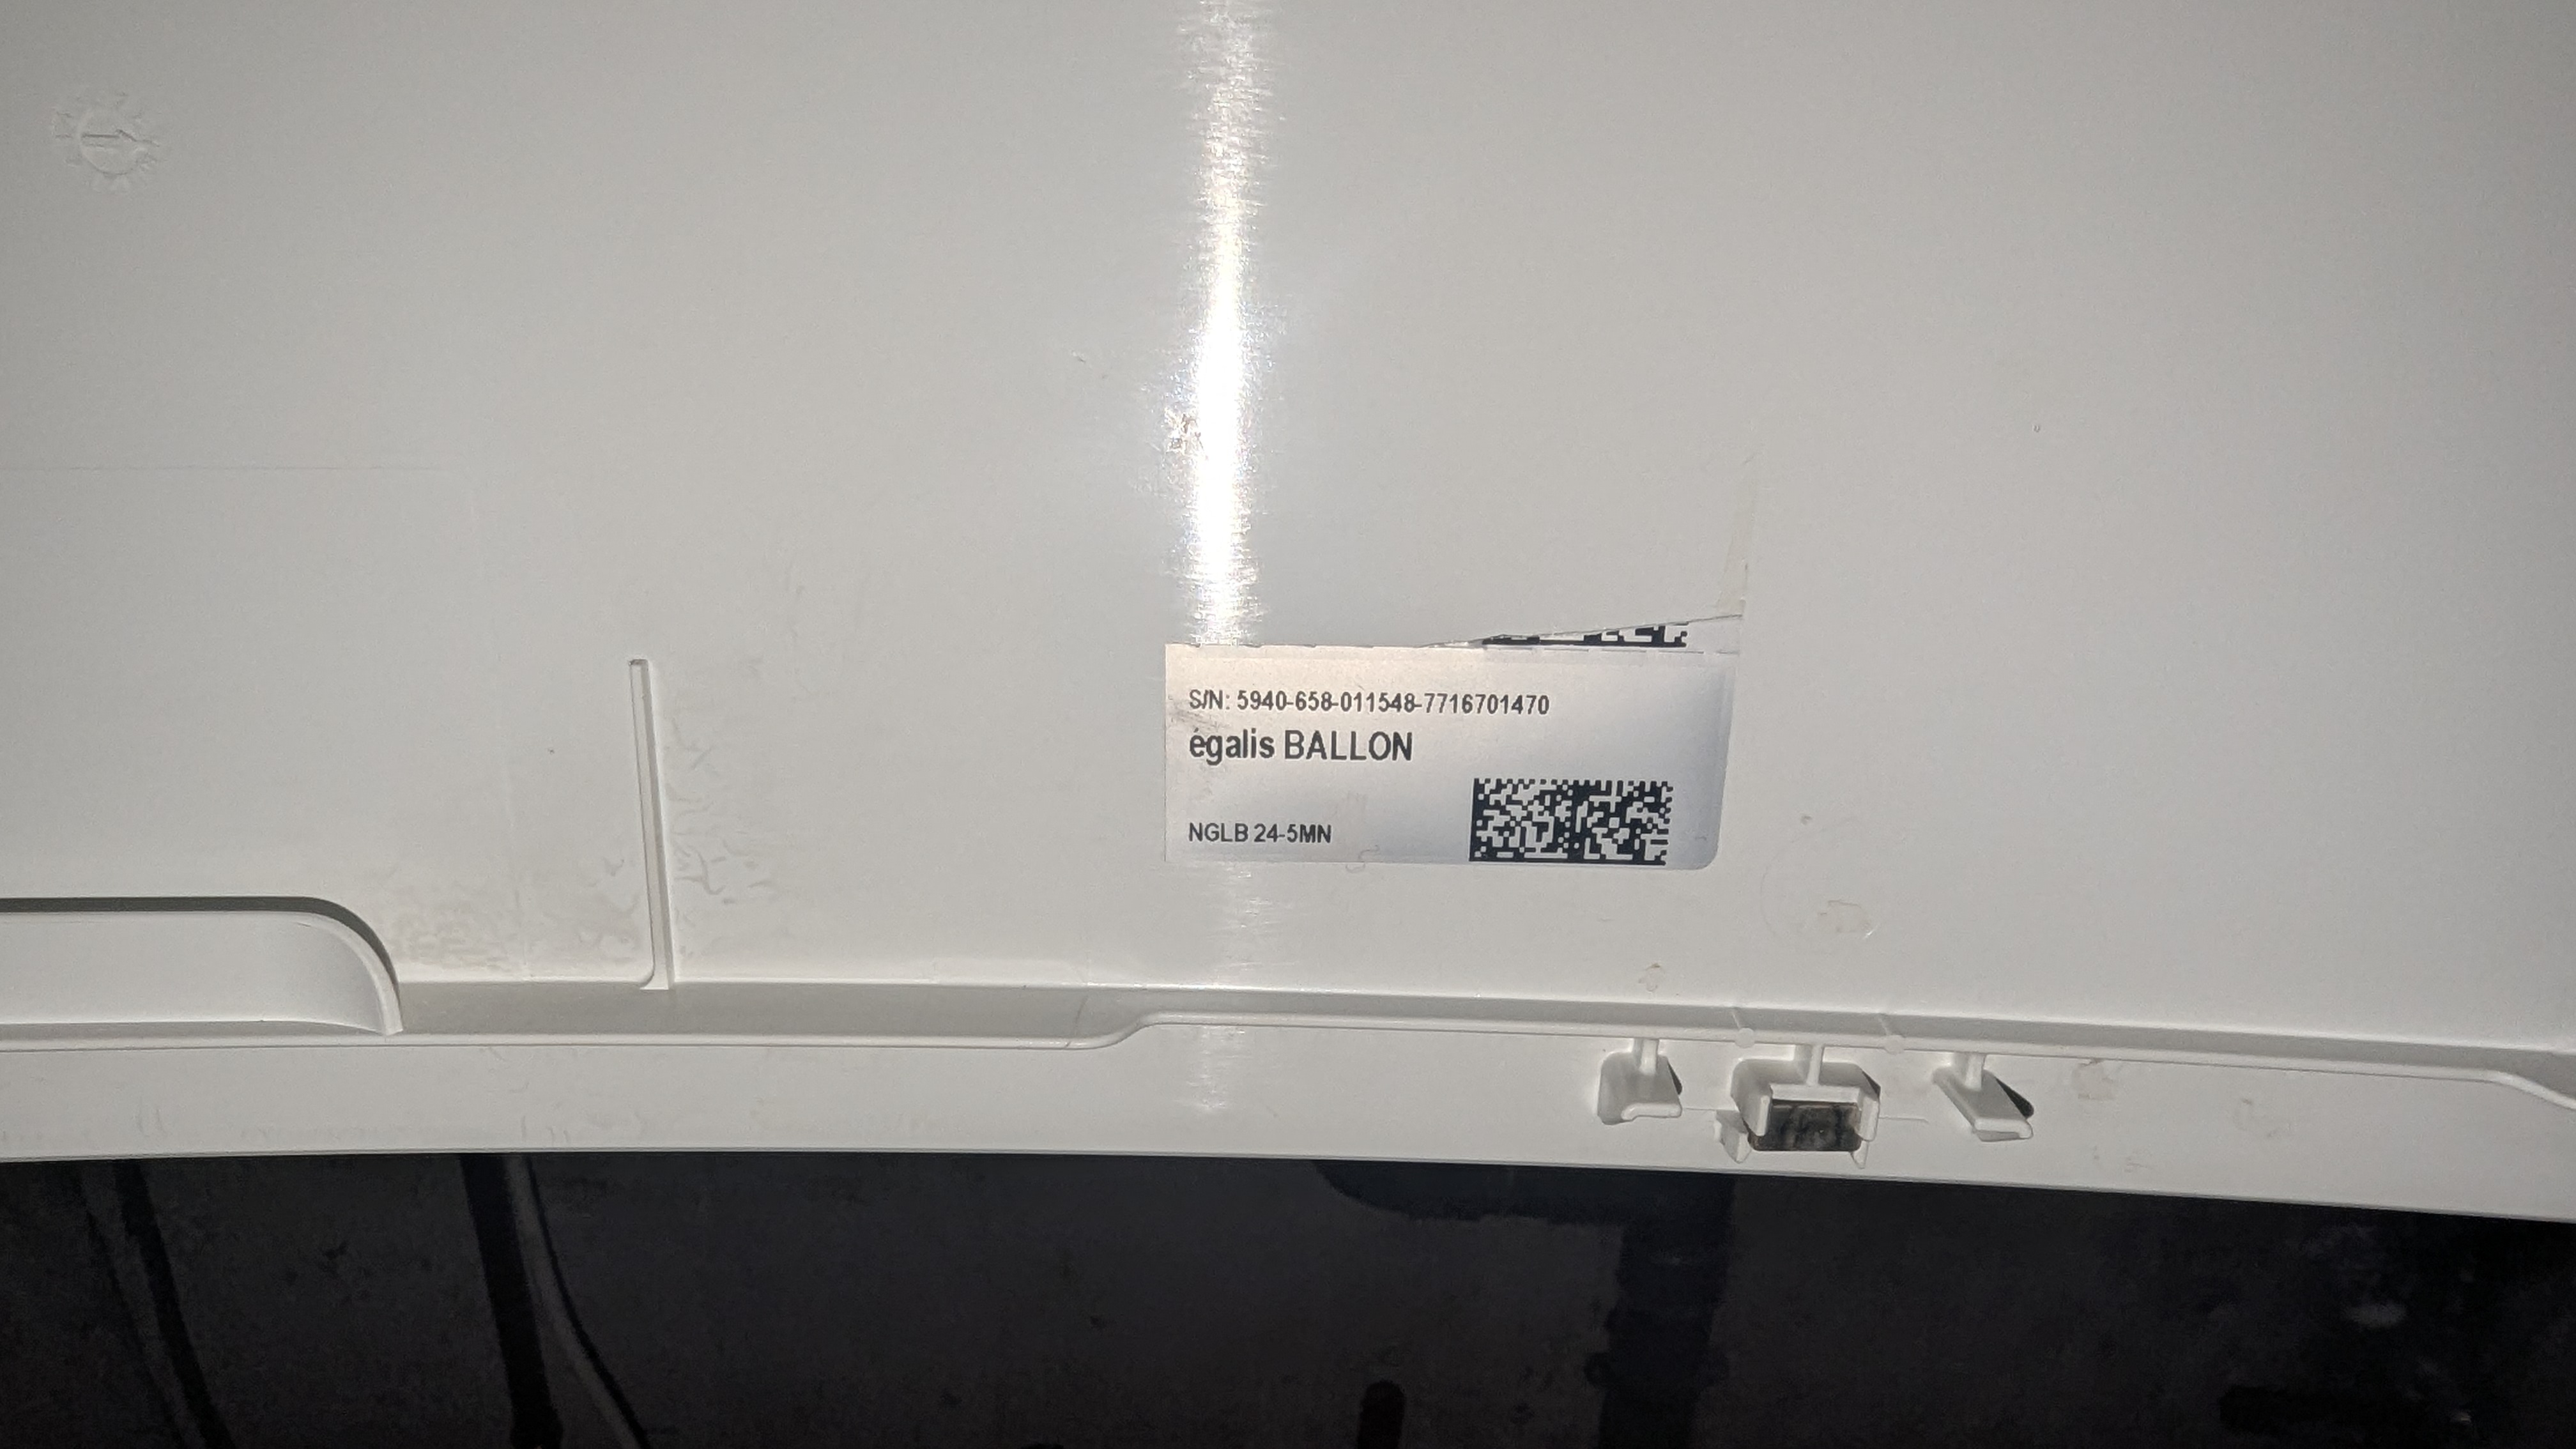 S/N: 5940-658-011548-7716701470
égalis BALLON
NGLB 24-5MN